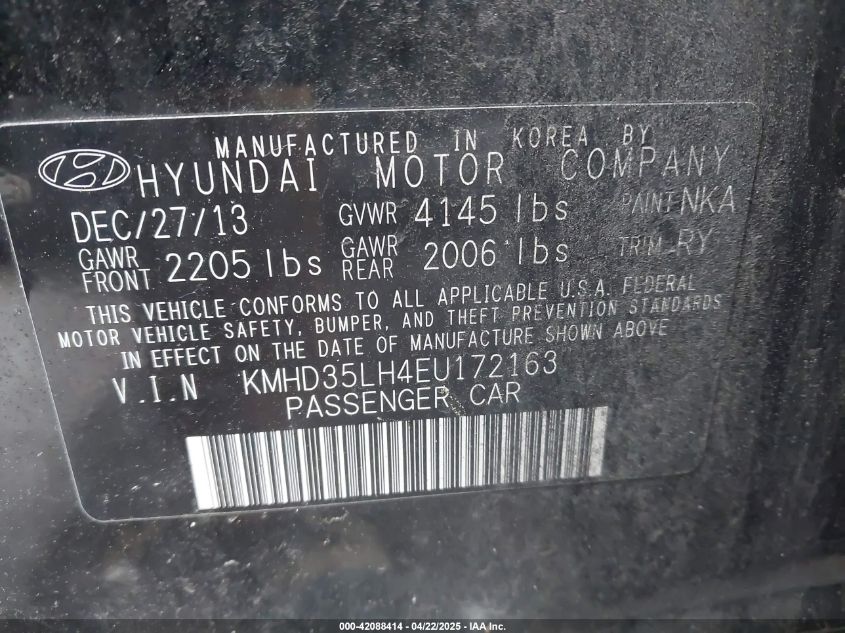 MANUFACTURED IN KOREA BY
HYUNDAI MOTOR COMPANY
DEC/27/13 GVWR 4145 lbs PAINT NKA
GAWR FRONT 2205 lbs GAWR REAR 2006 lbs TRIM RY
THIS VEHICLE CONFORMS TO ALL APPLICABLE U.S.A. FEDERAL
MOTOR VEHICLE SAFETY, BUMPER, AND THEFT PREVENTION STANDARDS
IN EFFECT ON THE DATE OF MANUFACTURE SHOWN ABOVE
V.I.N KMHD35LH4EU172163
PASSENGER CAR
000-42088414 - 04/22/2025 - IAA Inc.